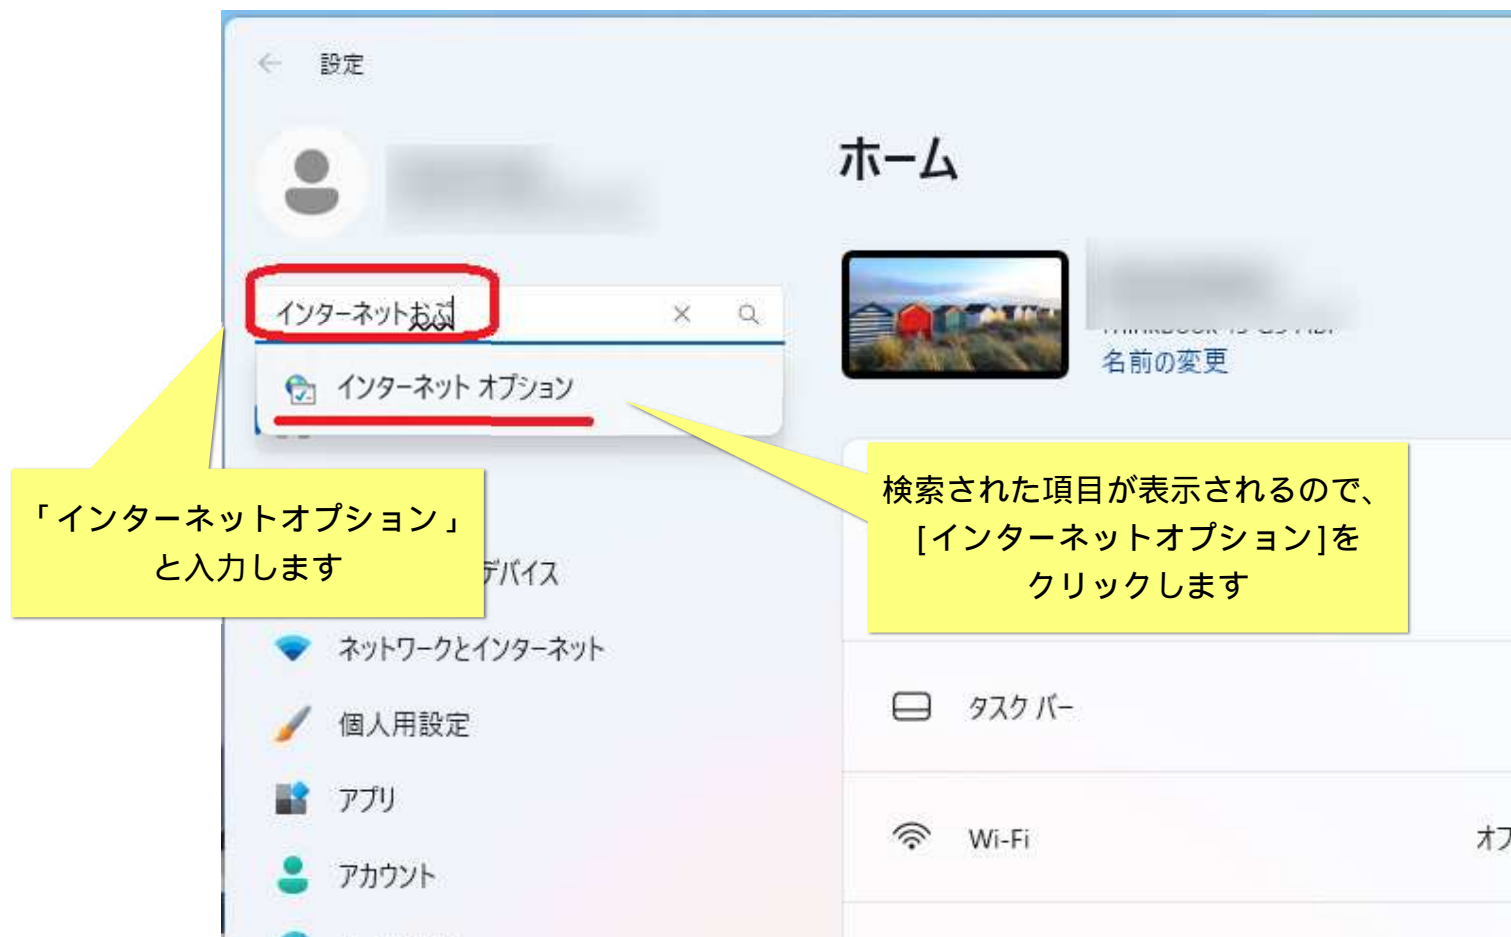 設定
ホーム
インターネットおぷ
インターネット オプション
名前の変更
「インターネットオプション」
と入力します
検索された項目が表示されるので、
[インターネットオプション]を
クリックします
デバイス
ネットワークとインターネット
個人用設定
タスク バー
アプリ
Wi-Fi
アカウント